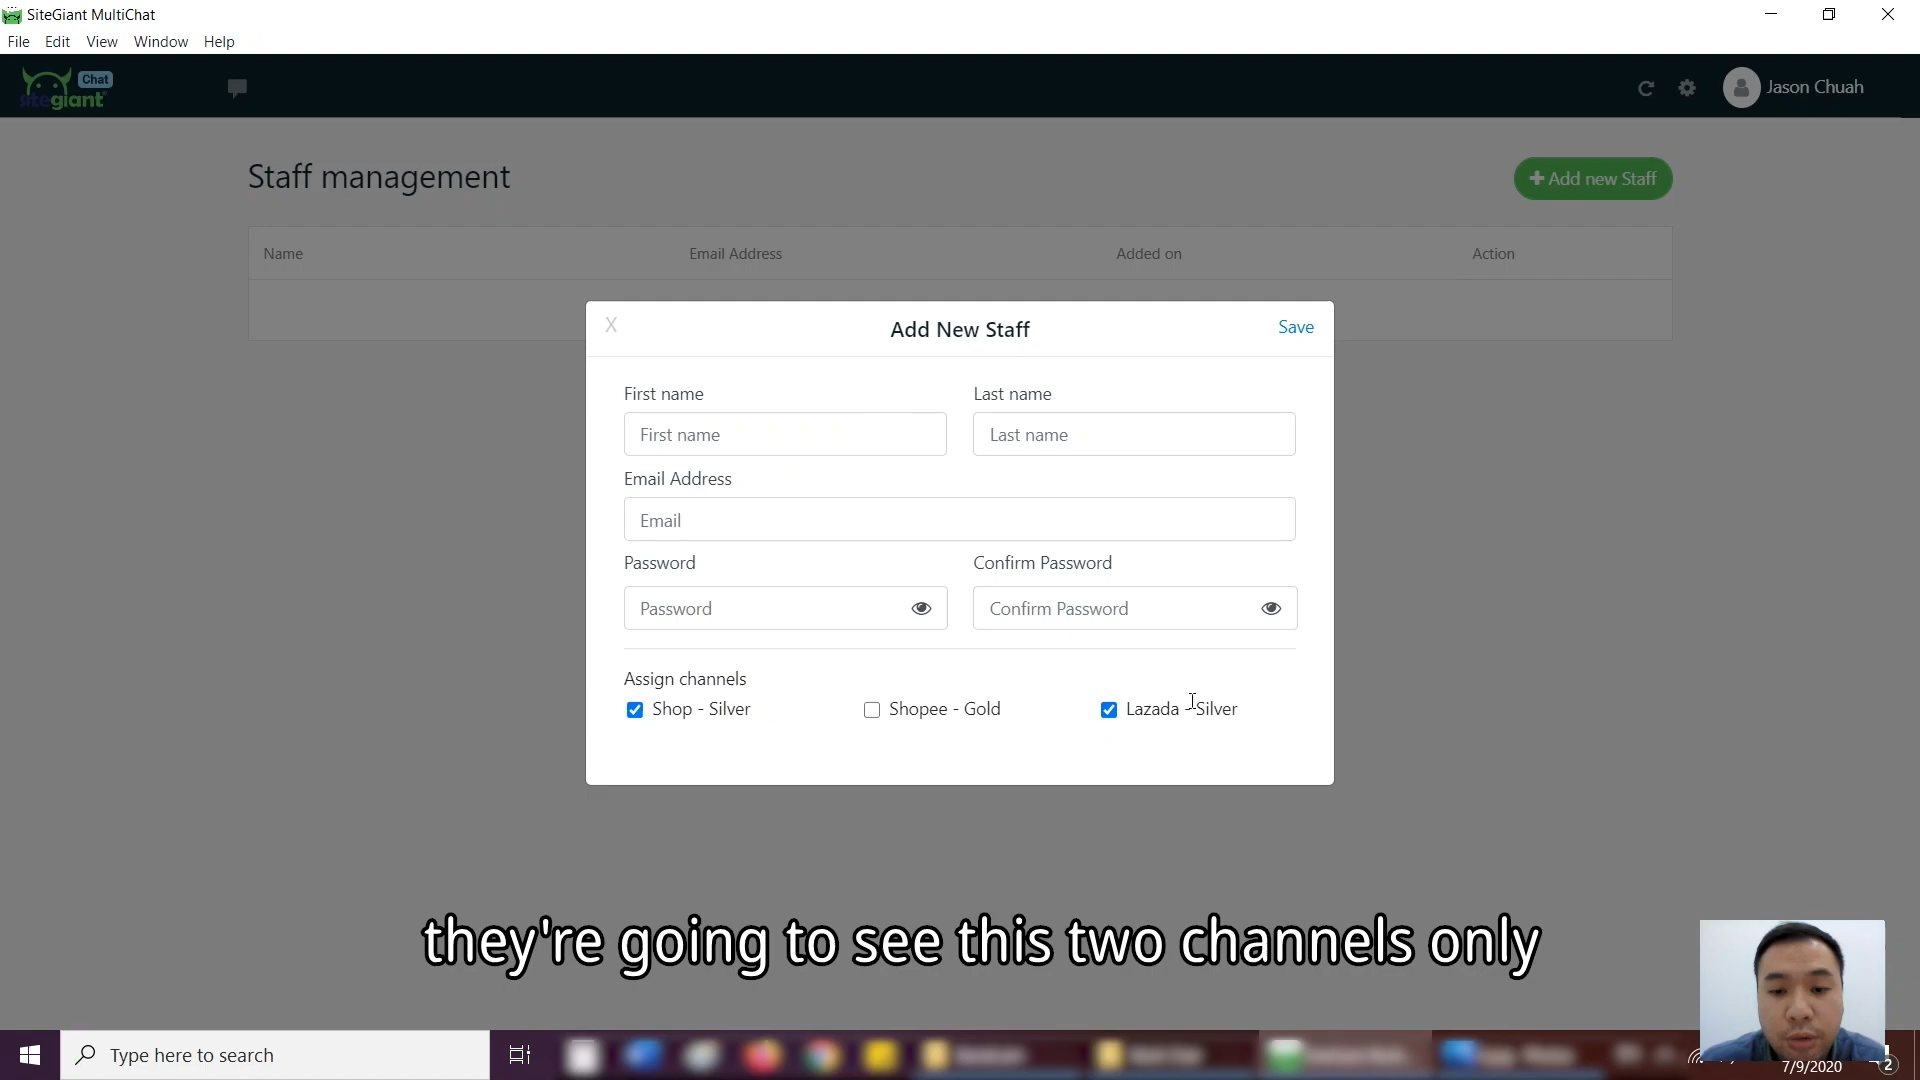 SiteGiant MultiChat
File Edit View Window Help
sitegiant Chat
Jason Chuah
Staff management
Add new Staff
Name Email Address Added on Action
X Add New Staff Save
First name Last name
First name Last name
Email Address
Email
Password Confirm Password
Password Confirm Password
Assign channels
Shop - Silver Shopee - Gold Lazada - Silver
they're going to see this two channels only
Type here to search
7/9/2020 2